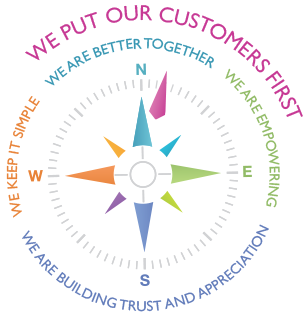 WE PUT OUR CUSTOMERS FIRST
WE ARE BETTER TOGETHER
N
WE ARE EMPOWERING
WE KEEP IT SIMPLE
W
E
S
WE ARE BUILDING TRUST AND APPRECIATION